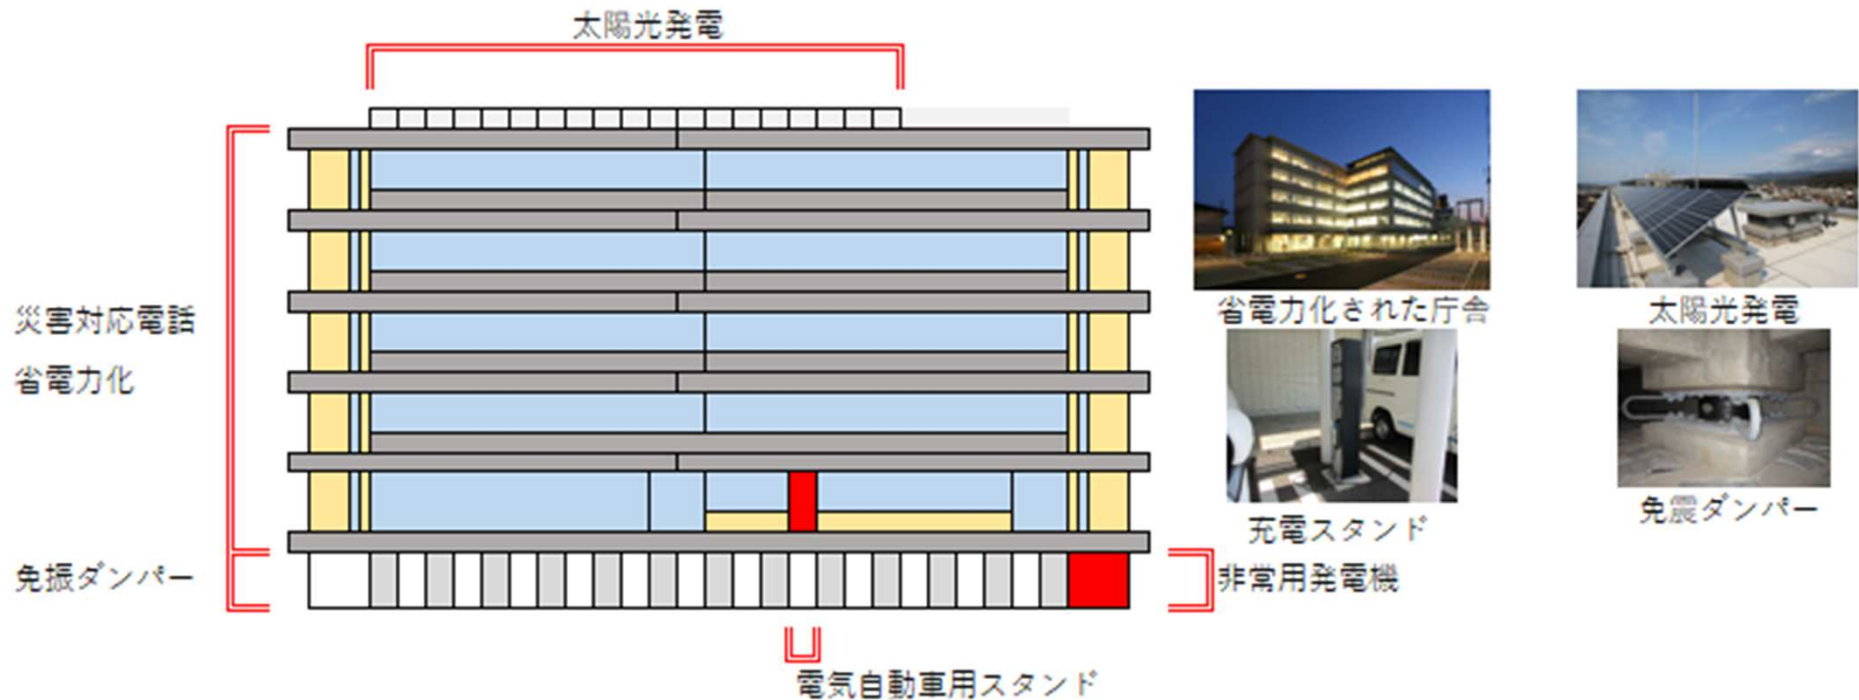 太陽光発電
災害対応電話
省電力化
免振ダンパー
非常用発電機
電気自動車用スタンド
省電力化された庁舎
太陽光発電
充電スタンド
免震ダンパー